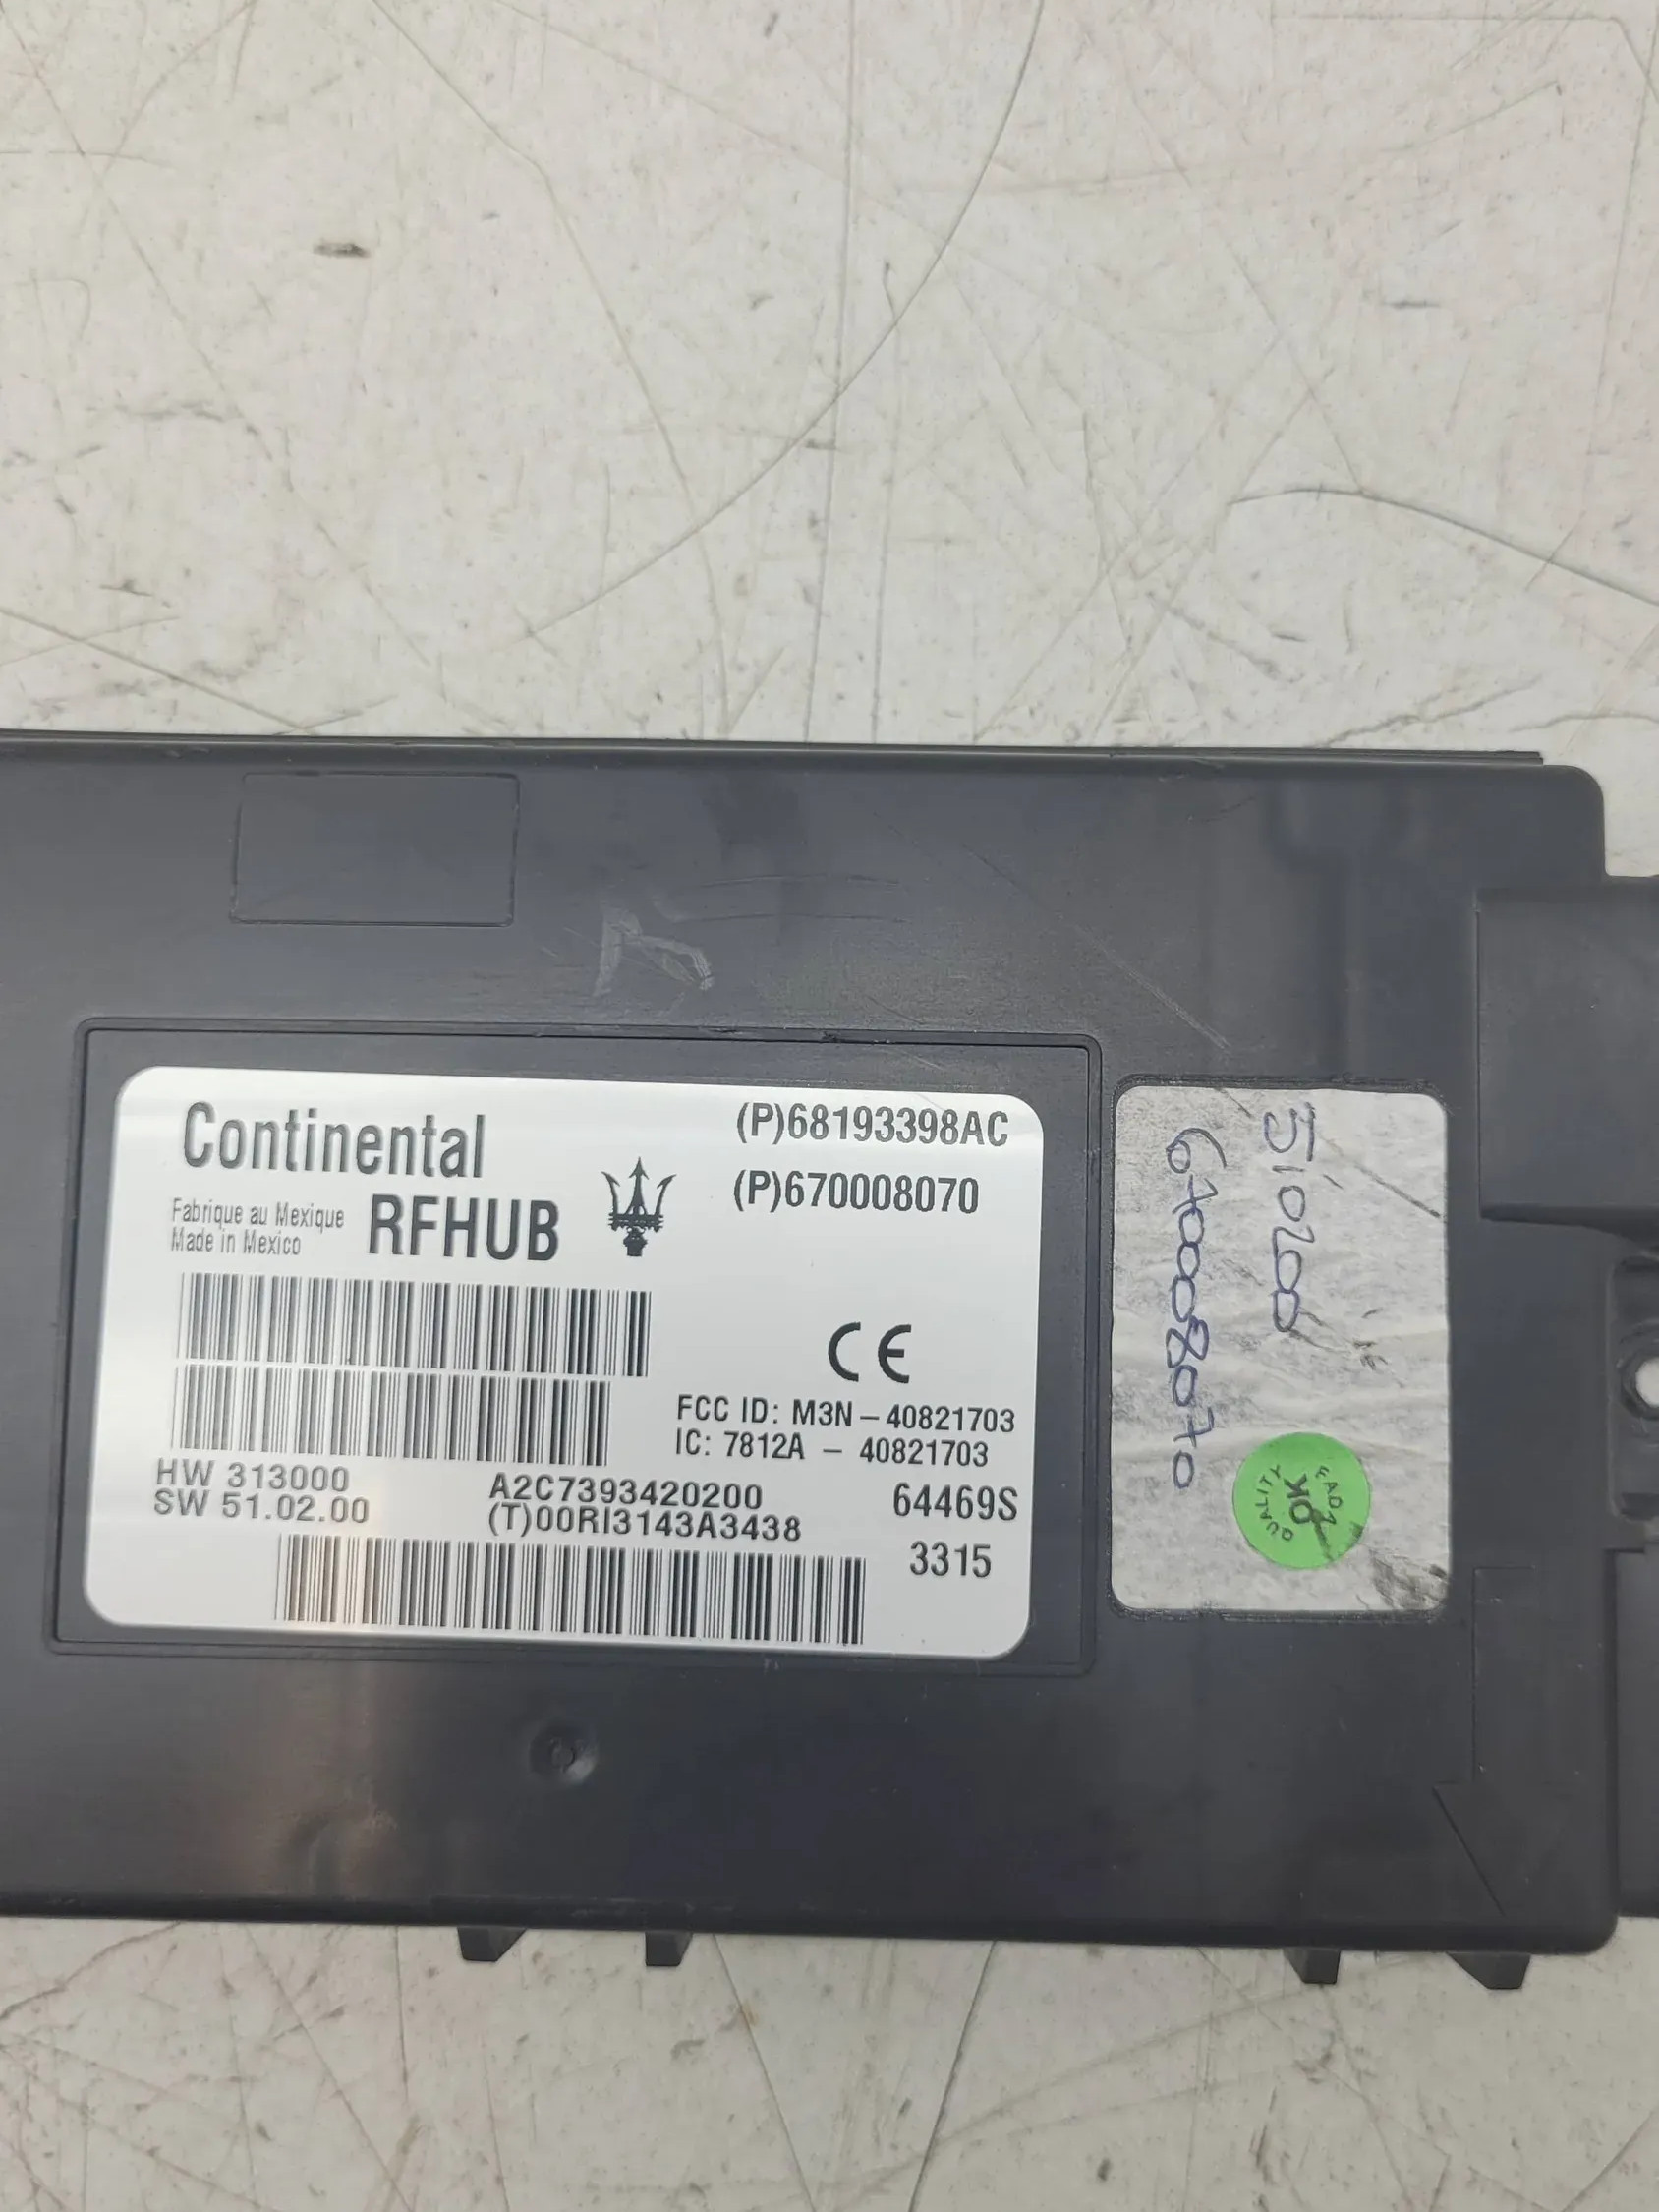 Continental
(P)68193398AC
Fabrique au Mexique
Made in Mexico
RFHUB
(P)670008070
CE
FCC ID: M3N-40821703
IC: 7812A - 40821703
HW 313000
SW 51.02.00
A2C7393420200
(T)00RI3143A3438
64469S
3315
510200
670008070
QUALITY
OK